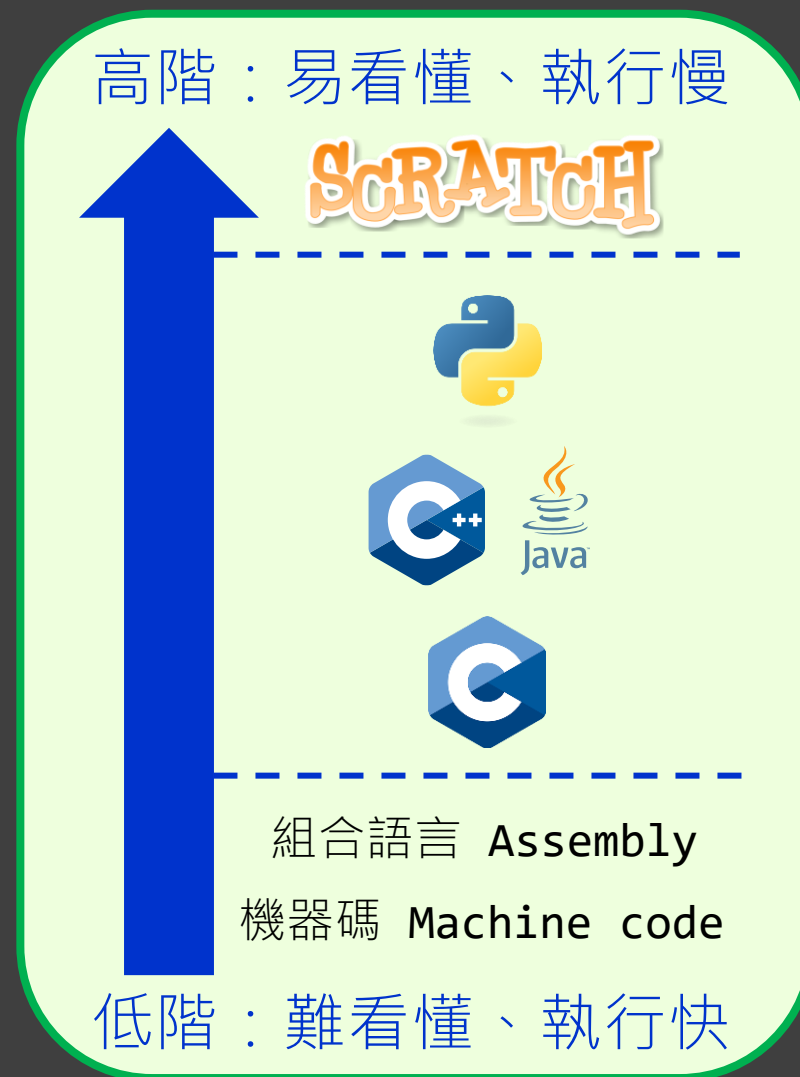 高階：易看懂、執行慢
SCRATCH
C++
Java
C
組合語言 Assembly
機器碼 Machine code
低階：難看懂、執行快